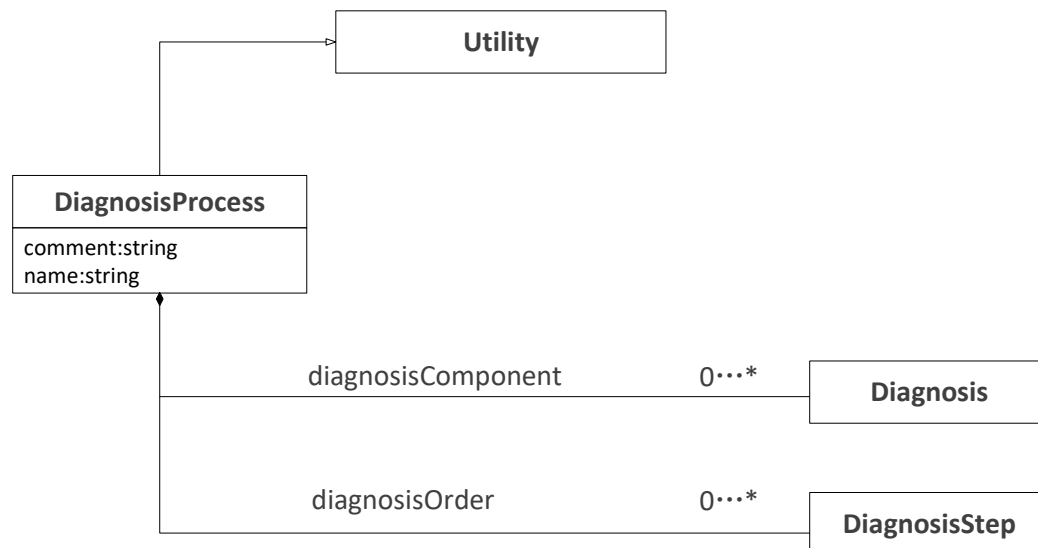 Utility
DiagnosisProcess
comment:string
name:string
diagnosisComponent 0···* Diagnosis
diagnosisOrder 0···* DiagnosisStep